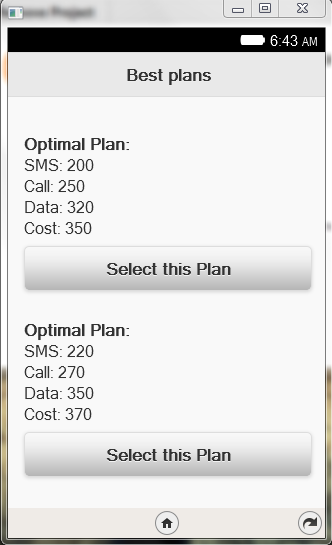 Project
6:43 AM
Best plans
Optimal Plan:
SMS: 200
Call: 250
Data: 320
Cost: 350
Select this Plan
Optimal Plan:
SMS: 220
Call: 270
Data: 350
Cost: 370
Select this Plan